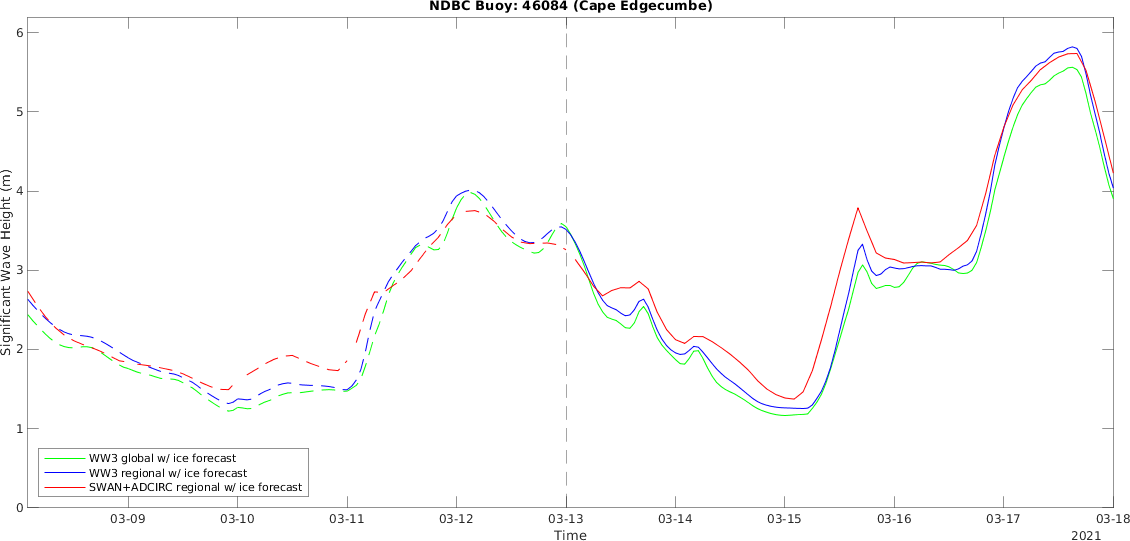 NDBC Buoy: 46084 (Cape Edgecumbe)
6
5
4
3
2
1
0
Significant Wave Height (m)
WW3 global w/ ice forecast
WW3 regional w/ ice forecast
SWAN+ADCIRC regional w/ ice forecast
03-09 03-10 03-11 03-12 03-13 03-14 03-15 03-16 03-17 03-18
Time 2021